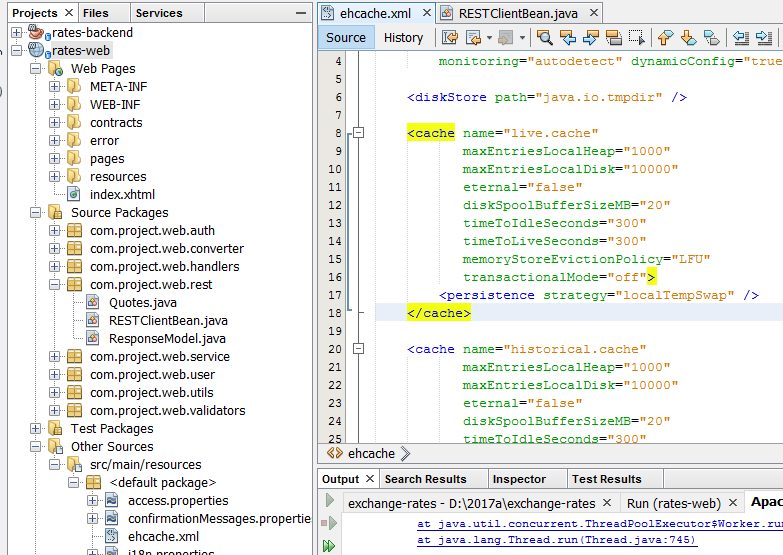 Projects Files Services
rates-backend
rates-web
Web Pages
META-INF
WEB-INF
contracts
error
pages
resources
index.xhtml
Source Packages
com.project.web.auth
com.project.web.converter
com.project.web.handlers
com.project.web.rest
Quotes.java
RESTClientBean.java
ResponseModel.java
com.project.web.service
com.project.web.user
com.project.web.utils
com.project.web.validators
Test Packages
Other Sources
src/main/resources
<default package>
access.properties
confirmationMessages.properties
ehcache.xml
i18n.properties
ehcache.xml RESTClientBean.java
Source History
4 monitoring="autodetect" dynamicConfig="true
5
6 <diskStore path="java.io.tmpdir" />
7
8 <cache name="live.cache"
9 maxEntriesLocalHeap="1000"
10 maxEntriesLocalDisk="10000"
11 eternal="false"
12 diskSpoolBufferSizeMB="20"
13 timeToIdleSeconds="300"
14 timeToLiveSeconds="300"
15 memoryStoreEvictionPolicy="LFU"
16 transactionalMode="off">
17 <persistence strategy="localTempSwap" />
18 </cache>
19
20 <cache name="historical.cache"
21 maxEntriesLocalHeap="1000"
22 maxEntriesLocalDisk="10000"
23 eternal="false"
24 diskSpoolBufferSizeMB="20"
25 timeToIdleSeconds="300"
ehcache
Output Search Results Inspector Test Results
exchange-rates - D:\2017a\exchange-rates Run (rates-web) Apac
at java.util.concurrent.ThreadPoolExecutor$Worker.ru
at java.lang.Thread.run(Thread.java:745)